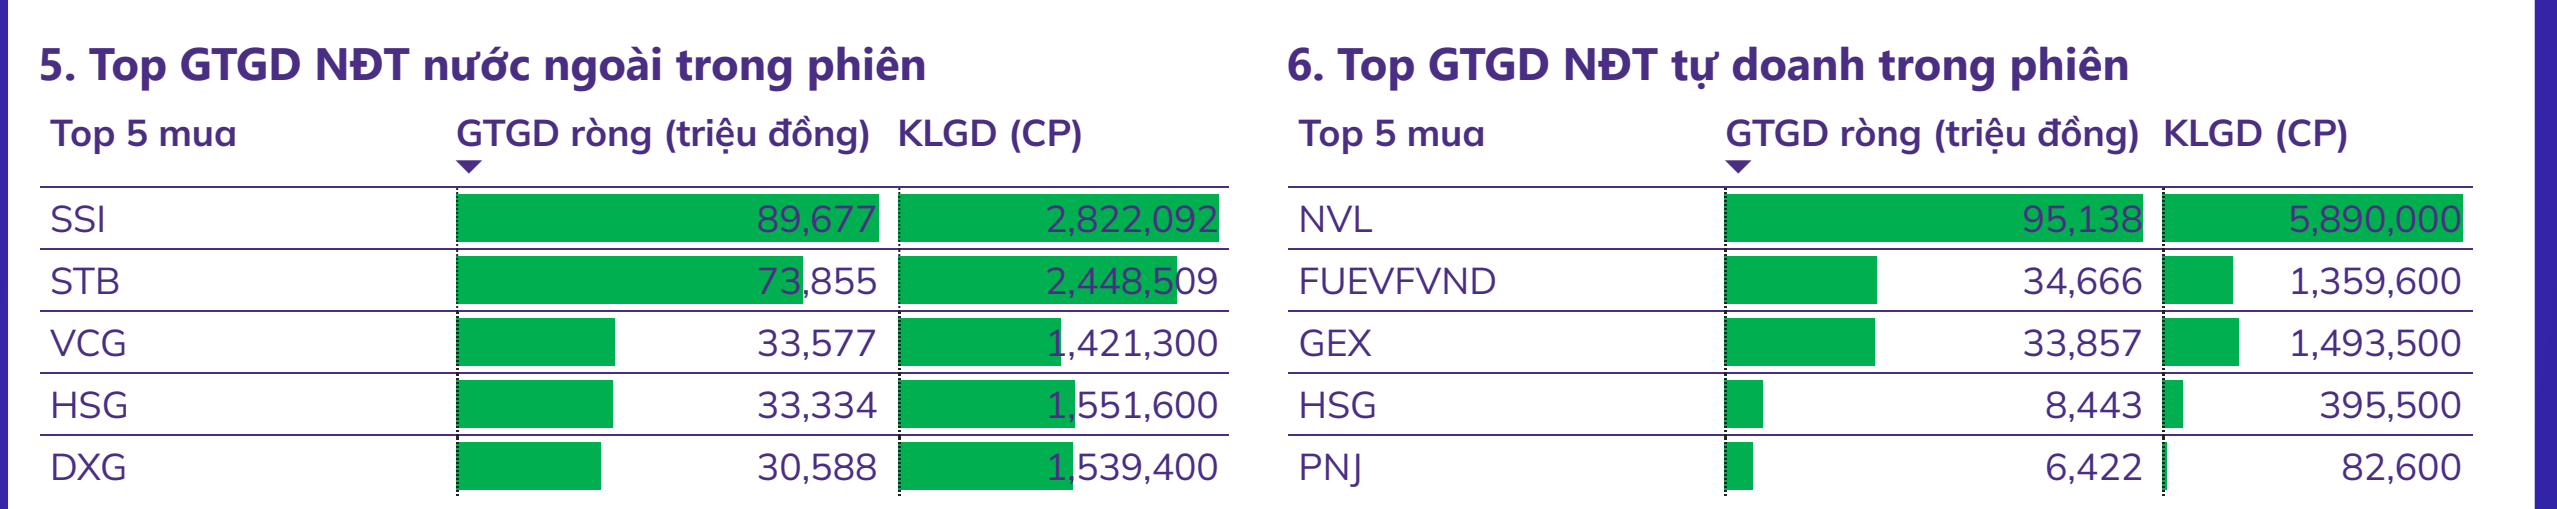 5. Top GTGD NĐT nước ngoài trong phiên
Top 5 mua GTGD ròng (triệu đồng) KLGD (CP)
SSI 89,677 2,822,092
STB 73,855 2,448,509
VCG 33,577 1,421,300
HSG 33,334 1,551,600
DXG 30,588 1,539,400
6. Top GTGD NĐT tự doanh trong phiên
Top 5 mua GTGD ròng (triệu đồng) KLGD (CP)
NVL 95,138 5,890,000
FUEVFVND 34,666 1,359,600
GEX 33,857 1,493,500
HSG 8,443 395,500
PNJ 6,422 82,600